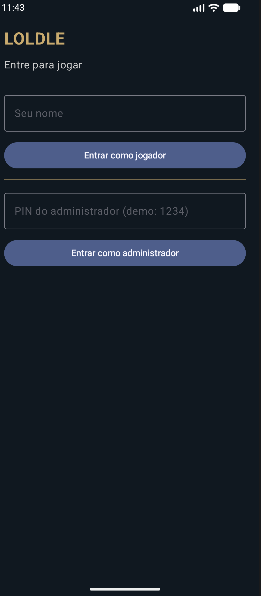 11:43
LOLDLE
Entre para jogar
Seu nome
Entrar como jogador
PIN do administrador (demo: 1234)
Entrar como administrador